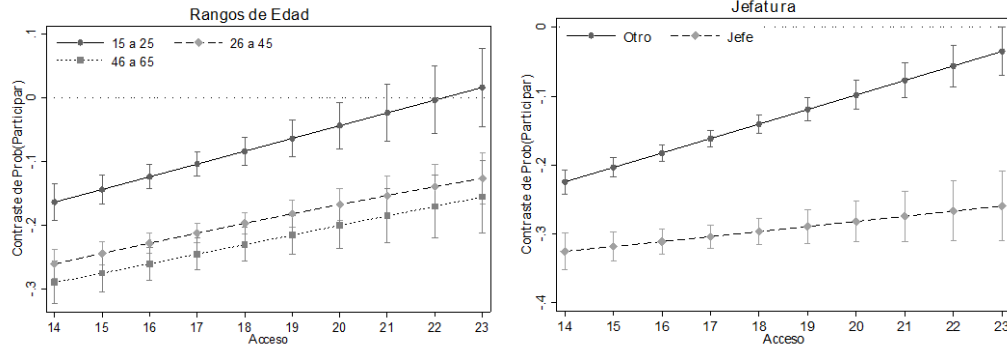 Rangos de Edad
15 a 25
26 a 45
46 a 65
Contraste de Prob(Participar)
.1
0
-.1
-.2
-.3
14 15 16 17 18 19 20 21 22 23
Acceso
Jefatura
Otro
Jefe
Contraste de Prob(Participar)
0
-.1
-.2
-.3
-.4
14 15 16 17 18 19 20 21 22 23
Acceso